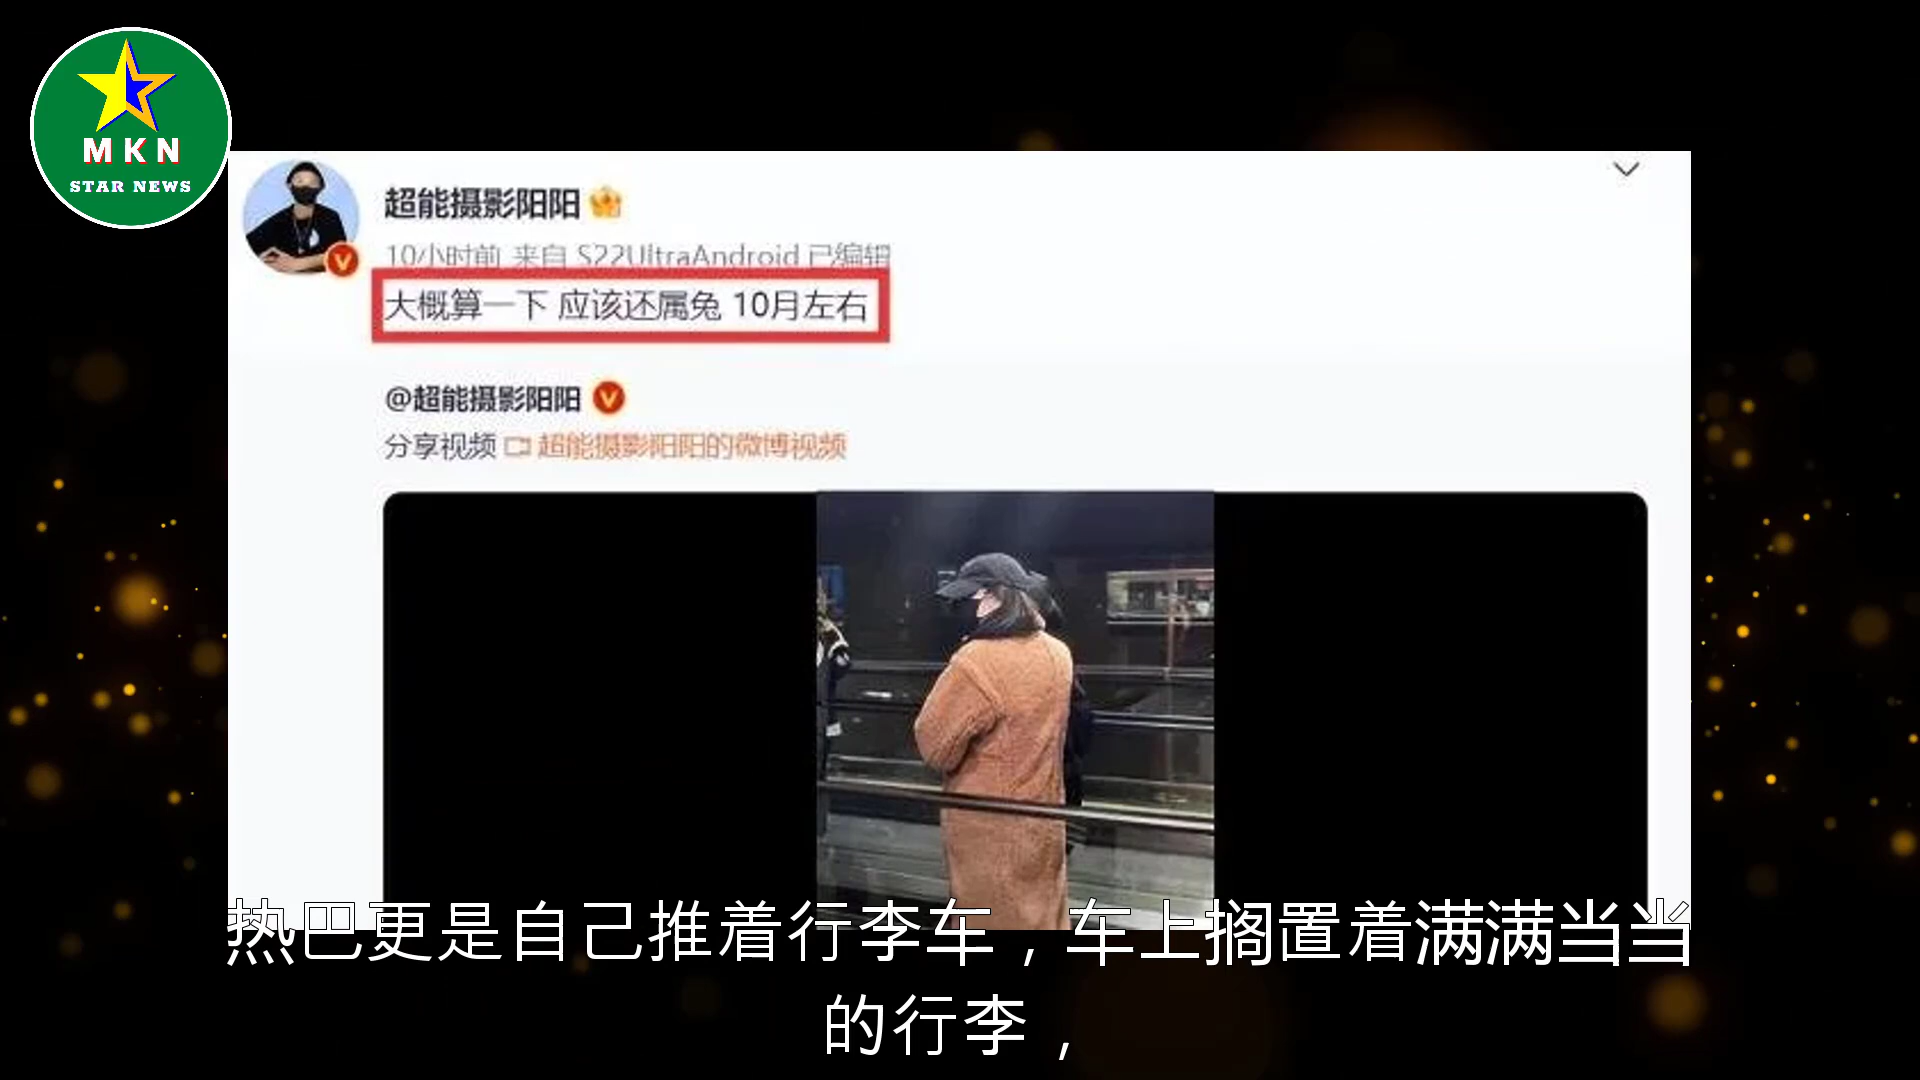 MKN
STAR NEWS
超能摄影阳阳
10小时前 来自 S22UltraAndroid 已编辑
大概算一下 应该还属兔 10月左右
@超能摄影阳阳
分享视频 超能摄影阳阳的微博视频
热巴更是自己推着行李车，车上搁置着满满当当
的行李，